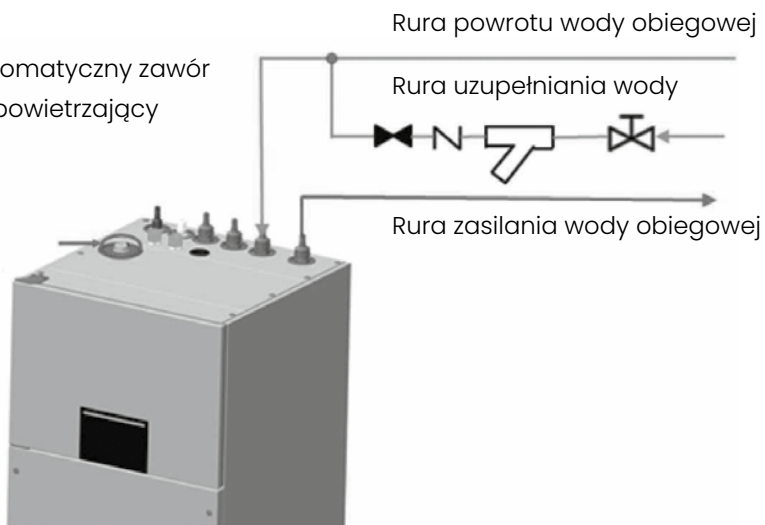 Rura powrotu wody obiegowej
omatyczny zawór
powietrzający
Rura uzupełniania wody
Rura zasilania wody obiegowej